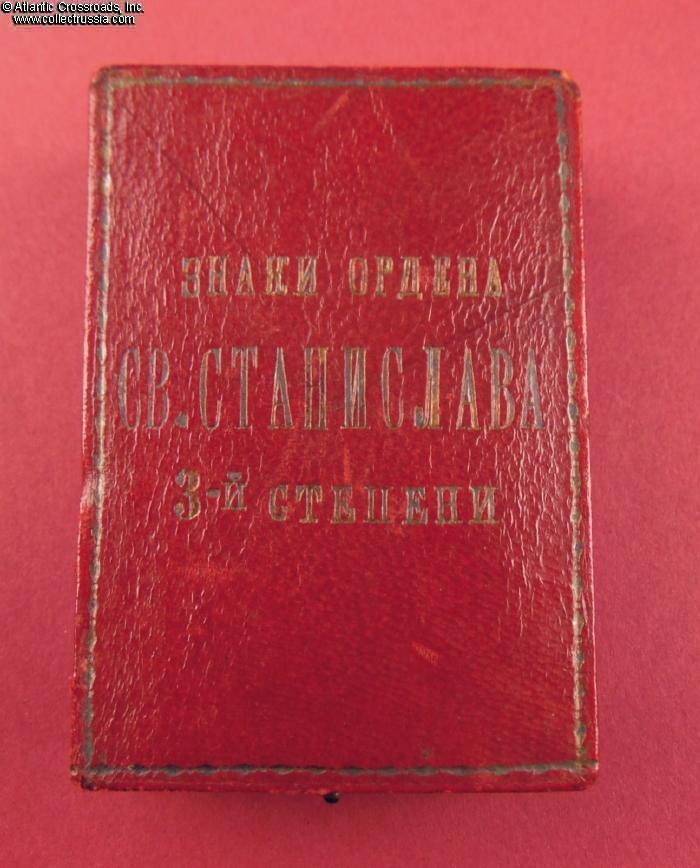 © Atlantic Crossroads, Inc.
www.collectrussia.com
ЗНАКИ ОРДЕНА
СВ. СТАНИСЛАВА
3-й СТЕПЕНИ